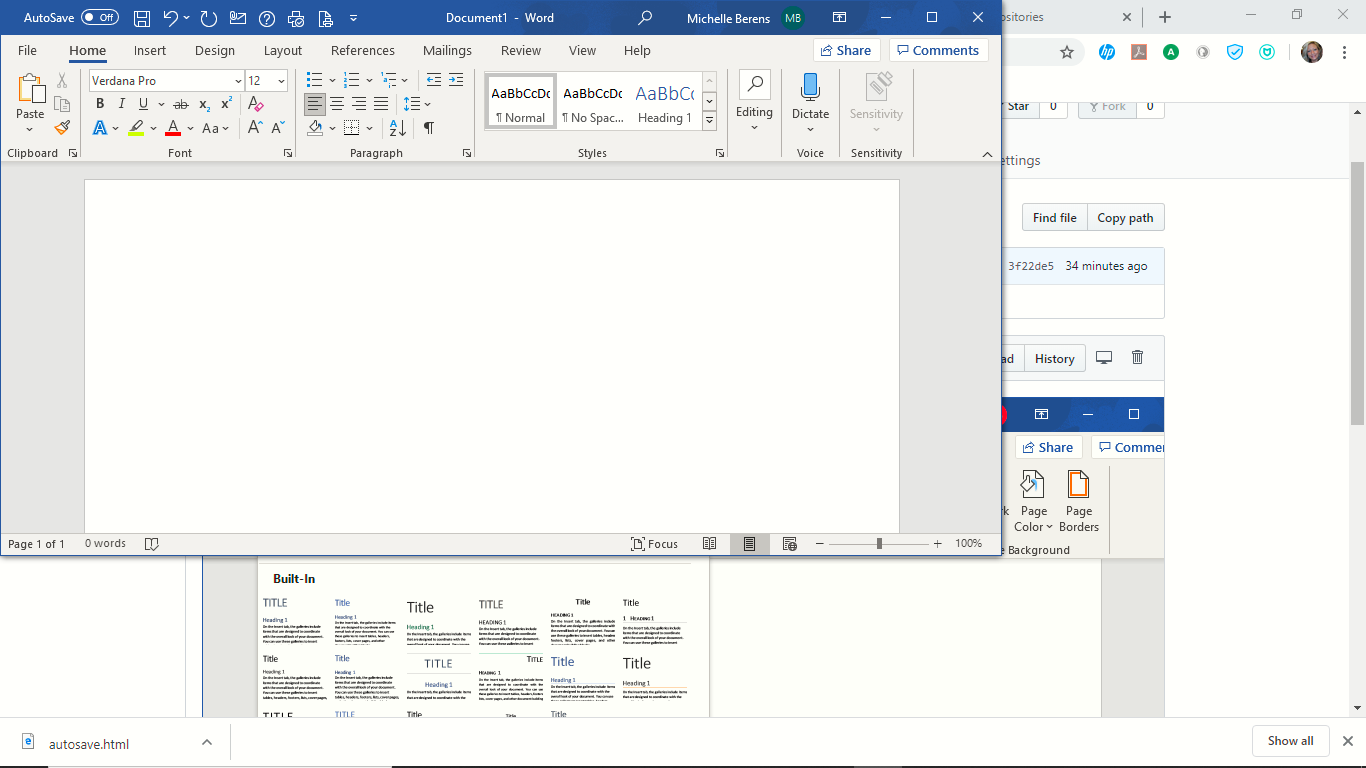 AutoSave Off Document1 - Word Michelle Berens MB
File Home Insert Design Layout References Mailings Review View Help Share Comments
Paste
Clipboard
Verdana Pro 12
B I U ab x2 x2 A
A A Aa A A
Font
Paragraph
AaBbCcDc AaBbCcDc AaBbCc
¶ Normal ¶ No Spac... Heading 1
Styles
Editing
Dictate
Voice
Sensitivity
Sensitivity
Page 1 of 1 0 words Focus 100%
ositories
Star 0 Fork 0
ettings
Find file Copy path
3f22de5 34 minutes ago
ad History
Share Comme
Page Color Page Borders
e Background
Built-In
TITLE Title Title TITLE Title Title
Heading 1 Heading 1 Heading 1 HEADING 1 HEADING 1 1 HEADING 1
Title Title TITLE TITLE Title Title
Heading 1 Heading 1 Heading 1 HEADING 1 Heading 1 Heading 1
TITLE TITLE Title Title Title
autosave.html Show all